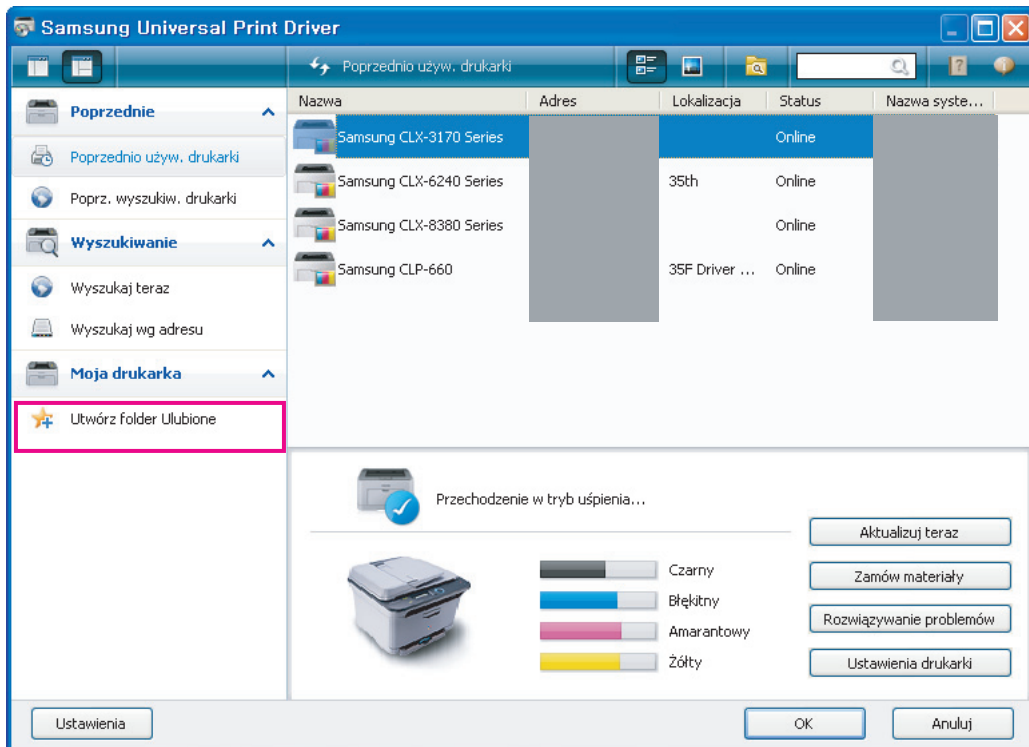 Samsung Universal Print Driver
Poprzednio używ. drukarki
Poprzednie
Poprzednio używ. drukarki
Poprz. wyszukiw. drukarki
Wyszukiwanie
Wyszukaj teraz
Wyszukaj wg adresu
Moja drukarka
Utwórz folder Ulubione
Nazwa Adres Lokalizacja Status Nazwa syste...
Samsung CLX-3170 Series Online
Samsung CLX-6240 Series 35th Online
Samsung CLX-8380 Series Online
Samsung CLP-660 35F Driver ... Online
Przechodzenie w tryb uśpienia...
Czarny
Błękitny
Amarantowy
Żółty
Aktualizuj teraz
Zamów materiały
Rozwiązywanie problemów
Ustawienia drukarki
Ustawienia
OK
Anuluj